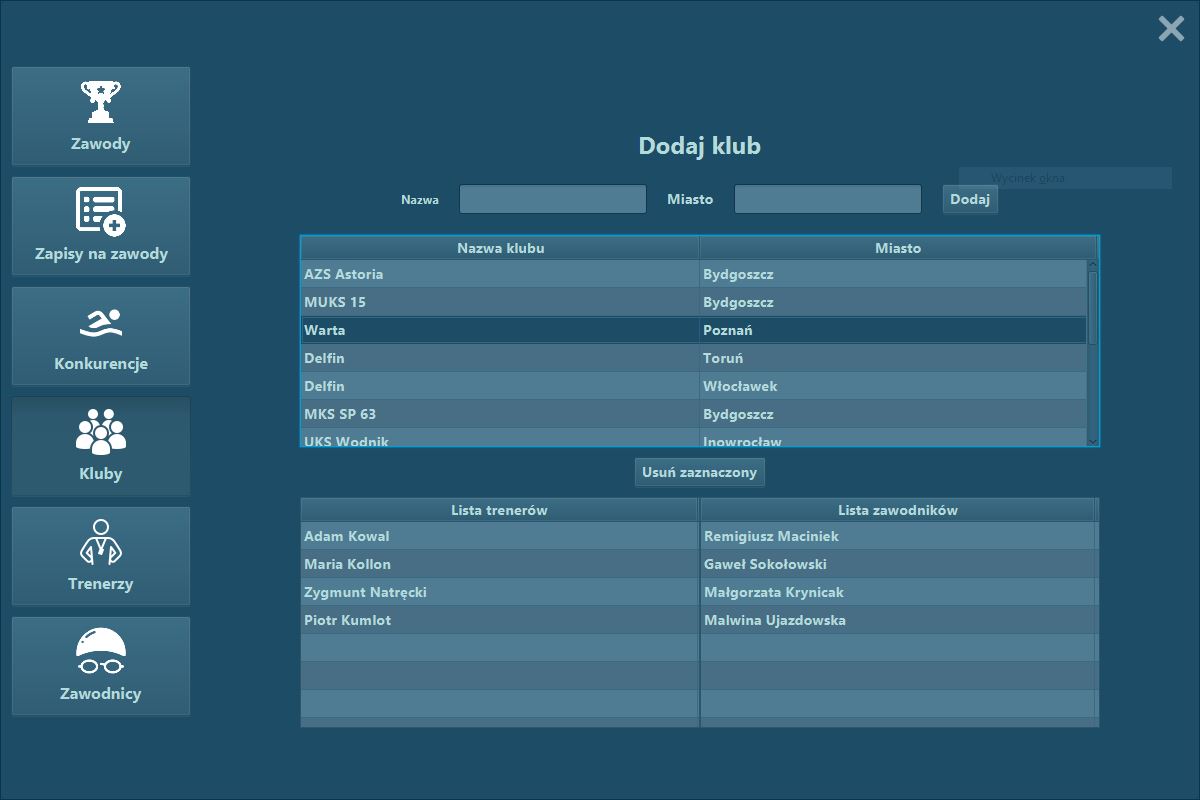 Zawody
Zapisy na zawody
Konkurencje
Kluby
Trenerzy
Zawodnicy
Dodaj klub
Wycinek okna
Nazwa Miasto Dodaj
Nazwa klubu Miasto
AZS Astoria Bydgoszcz
MUKS 15 Bydgoszcz
Warta Poznań
Delfin Toruń
Delfin Włocławek
MKS SP 63 Bydgoszcz
UKS Wodnik Inowrocław
Usuń zaznaczony
Lista trenerów Lista zawodników
Adam Kowal Remigiusz Maciniek
Maria Kollon Gaweł Sokołowski
Zygmunt Natręcki Małgorzata Krynicak
Piotr Kumlot Malwina Ujazdowska